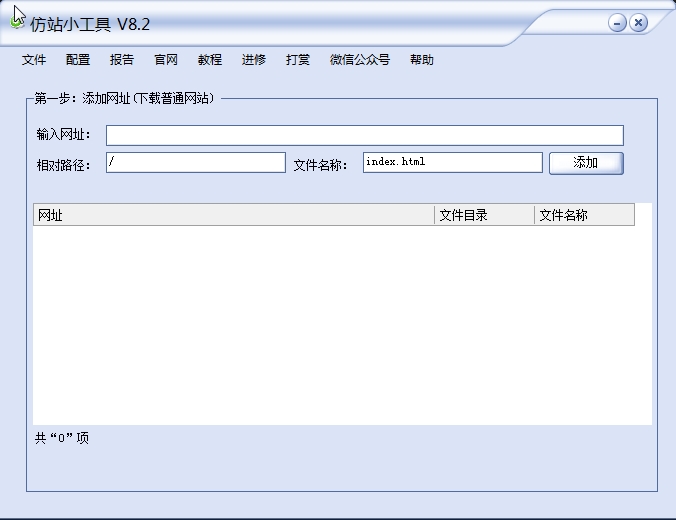 仿站小工具 V8.2
文件 配置 报告 官网 教程 进修 打赏 微信公众号 帮助
第一步：添加网址(下载普通网站)
输入网址：
相对路径： / 文件名称： index.html 添加
网址 文件目录 文件名称
共“0”项